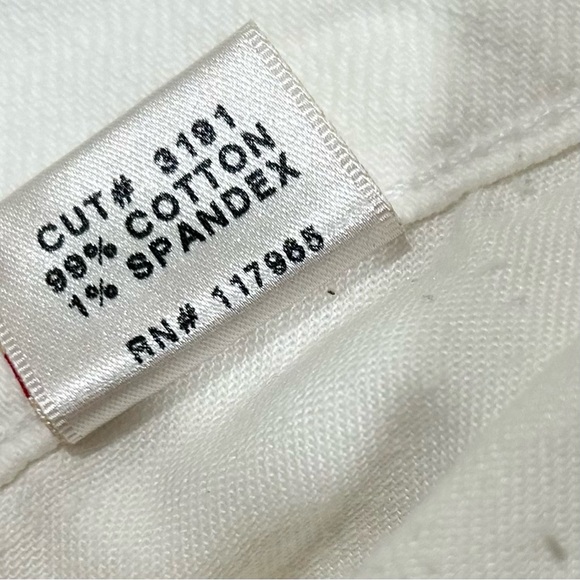 CUT# 3191
99% COTTON
1% SPANDEX
RN# 117965